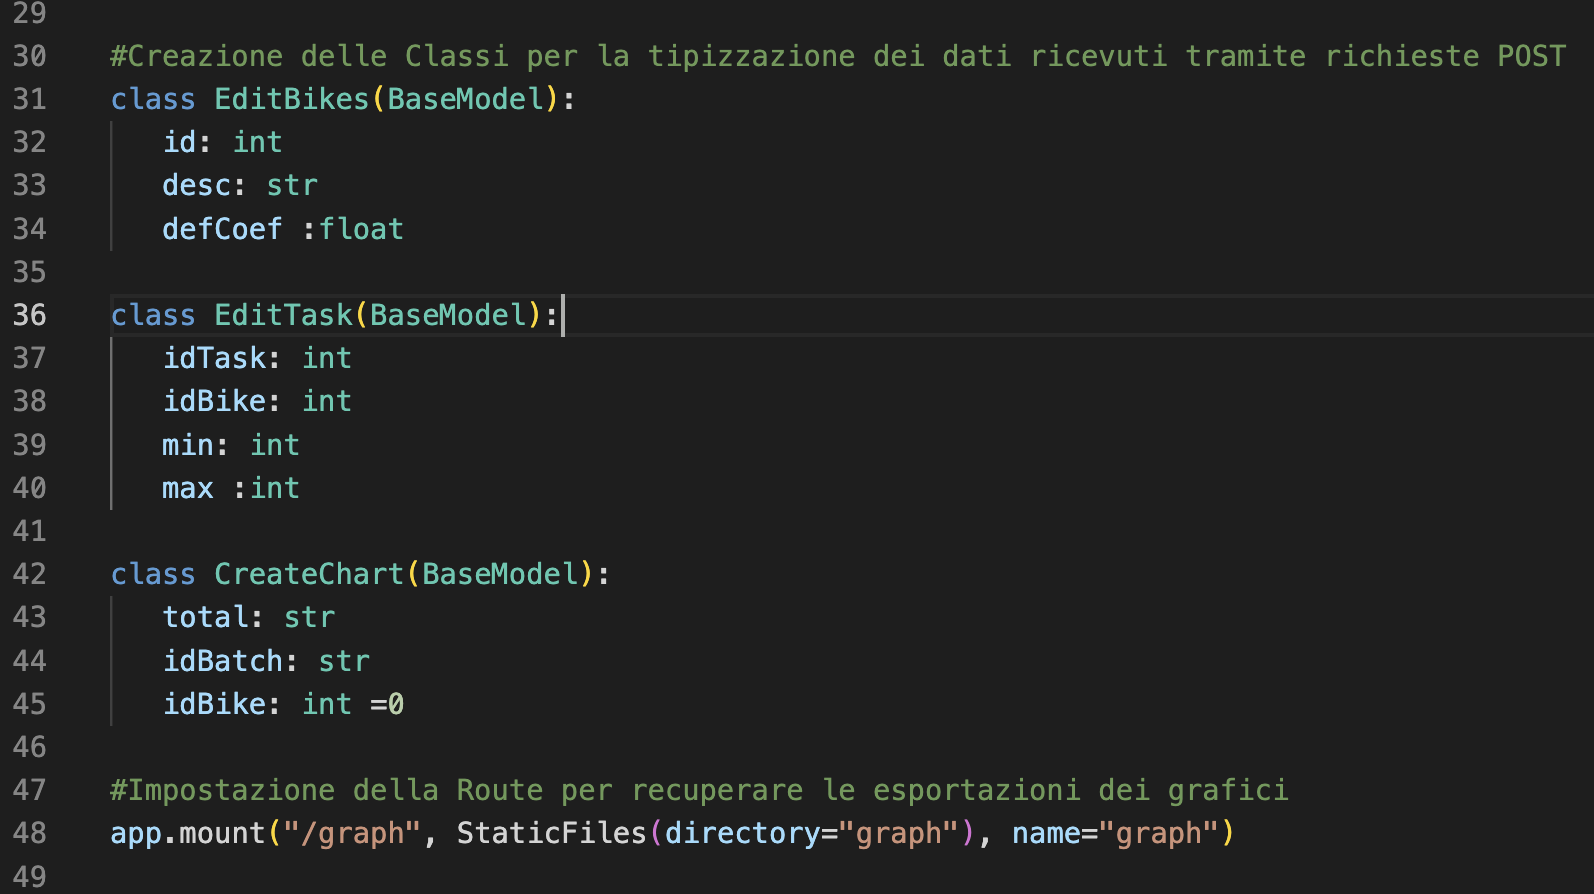 29
30 #Creazione delle Classi per la tipizzazione dei dati ricevuti tramite richieste POST
31 class EditBikes(BaseModel):
32    id: int
33    desc: str
34    defCoef :float
35
36 class EditTask(BaseModel):
37    idTask: int
38    idBike: int
39    min: int
40    max :int
41
42 class CreateChart(BaseModel):
43    total: str
44    idBatch: str
45    idBike: int =0
46
47 #Impostazione della Route per recuperare le esportazioni dei grafici
48 app.mount("/graph", StaticFiles(directory="graph"), name="graph")
49